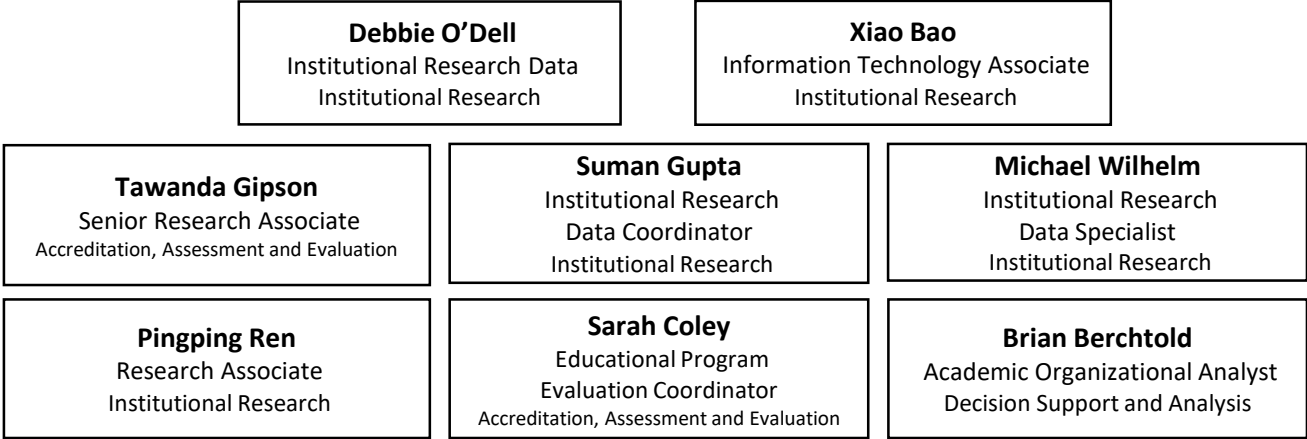 Debbie O’Dell
Institutional Research Data
Institutional Research
Xiao Bao
Information Technology Associate
Institutional Research
Tawanda Gipson
Senior Research Associate
Accreditation, Assessment and Evaluation
Suman Gupta
Institutional Research
Data Coordinator
Institutional Research
Michael Wilhelm
Institutional Research
Data Specialist
Institutional Research
Pingping Ren
Research Associate
Institutional Research
Sarah Coley
Educational Program
Evaluation Coordinator
Accreditation, Assessment and Evaluation
Brian Berchtold
Academic Organizational Analyst
Decision Support and Analysis